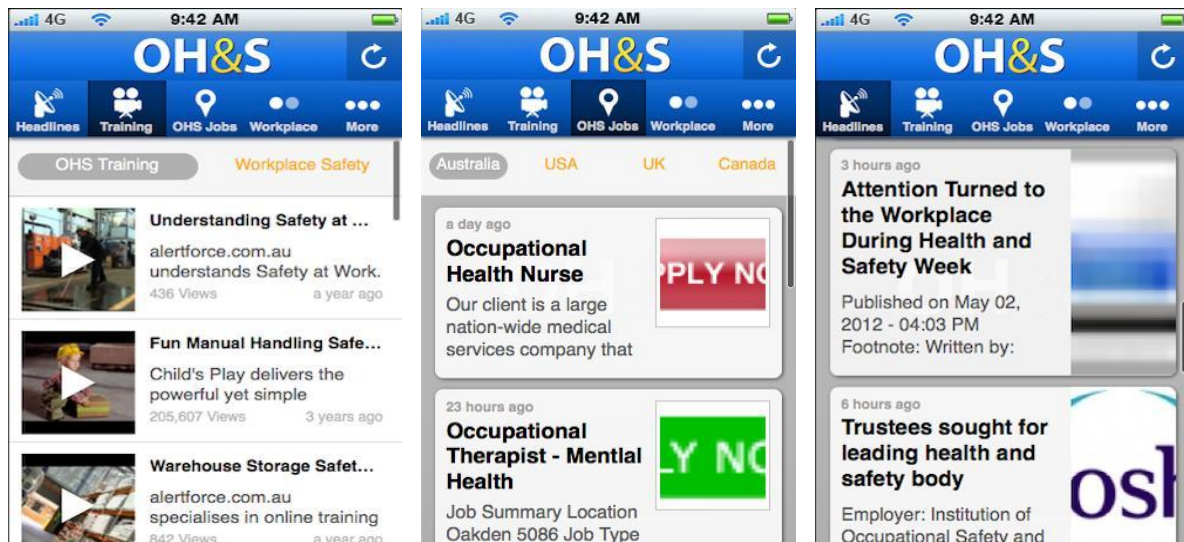 4G 9:42 AM
OH&S
Headlines Training OHS Jobs Workplace More
OHS Training Workplace Safety
Understanding Safety at ...
alertforce.com.au
understands Safety at Work.
436 Views a year ago
Fun Manual Handling Safe...
Child's Play delivers the
powerful yet simple
205,607 Views 3 years ago
Warehouse Storage Safet...
alertforce.com.au
specialises in online training
842 Views a year ago
4G 9:42 AM
OH&S
Headlines Training OHS Jobs Workplace More
Australia USA UK Canada
a day ago
Occupational
Health Nurse
Our client is a large
nation-wide medical
services company that
PPLY NO
23 hours ago
Occupational
Therapist - Mentlal
Health
Job Summary Location
Oakden 5086 Job Type
LY NO
4G 9:42 AM
OH&S
Headlines Training OHS Jobs Workplace More
3 hours ago
Attention Turned to
the Workplace
During Health and
Safety Week
Published on May 02,
2012 - 04:03 PM
Footnote: Written by:
6 hours ago
Trustees sought for
leading health and
safety body
Employer: Institution of
Occupational Safety and
osh